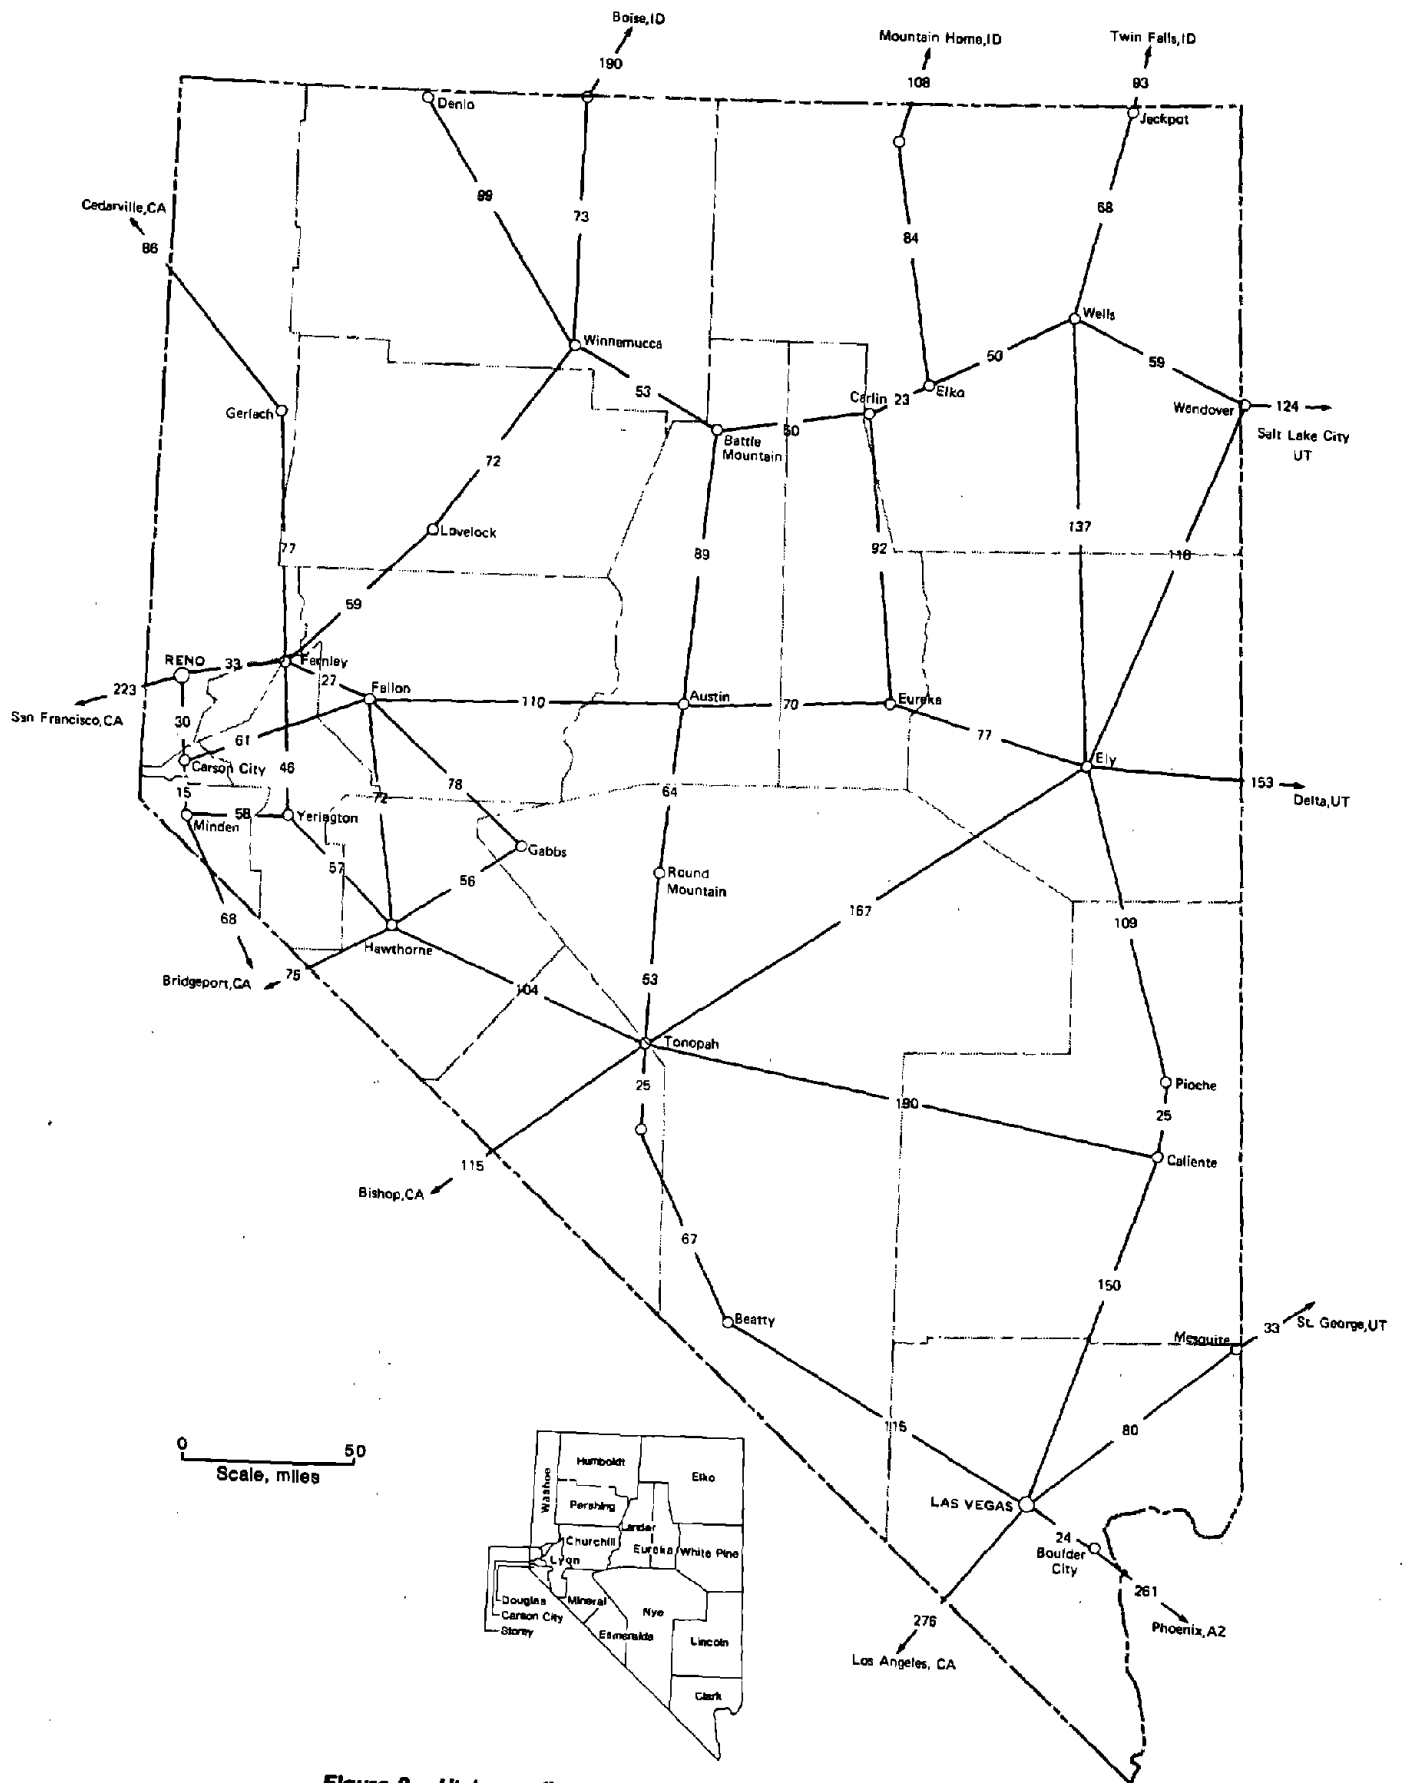 Boise,ID
190
Mountain Home,ID
108
Twin Falls,ID
83
Denio
Jackpot
99
73
84
68
Cedarville,CA
86
Winnemucca
Wells
53
50
59
Gerlach
Carlin 23
Elko
Wendover
124
Salt Lake City
UT
Battle
Mountain
50
72
Lovelock
77
89
92
137
118
59
RENO
33
Fernley
27
Fallon
223
San Francisco,CA
110
Austin
70
Eureka
30
61
77
Carson City
46
Ely
15
72
78
64
153
Delta,UT
58
Minden
Yerington
57
Gabbs
56
Round
Mountain
68
167
109
Hawthorne
Bridgeport,CA
75
104
53
Tonopah
25
Pioche
190
25
Caliente
115
Bishop,CA
67
150
Beatty
Mesquite
33
St. George,UT
115
80
0 50
Scale, miles
LAS VEGAS
24
Boulder
City
261
Phoenix,AZ
276
Los Angeles, CA
Washoe
Humboldt
Elko
Pershing
Lander
Churchill
Eureka
White Pine
Lyon
Douglas
Carson City
Storey
Mineral
Nye
Esmeralda
Lincoln
Clark